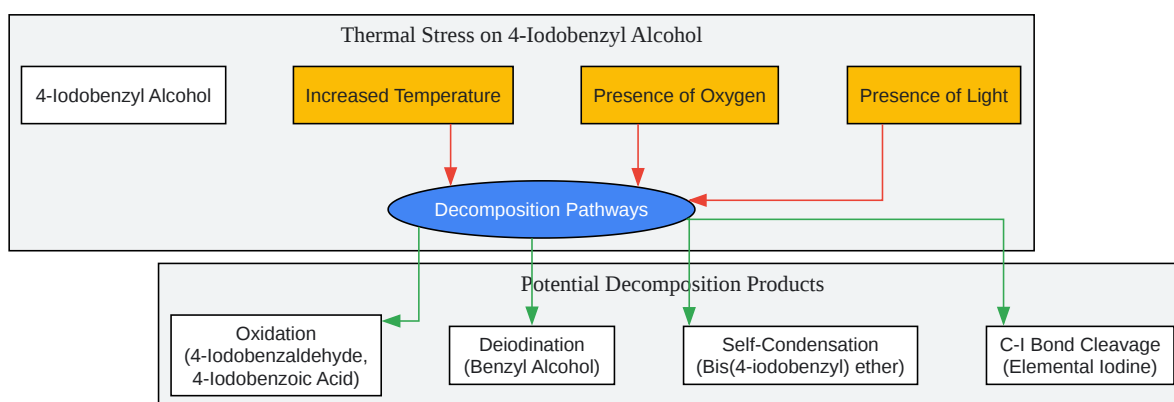 Thermal Stress on 4-Iodobenzyl Alcohol
4-Iodobenzyl Alcohol
Increased Temperature
Presence of Oxygen
Presence of Light
Decomposition Pathways
Potential Decomposition Products
Oxidation
(4-Iodobenzaldehyde,
4-Iodobenzoic Acid)
Deiodination
(Benzyl Alcohol)
Self-Condensation
(Bis(4-iodobenzyl) ether)
C-I Bond Cleavage
(Elemental Iodine)